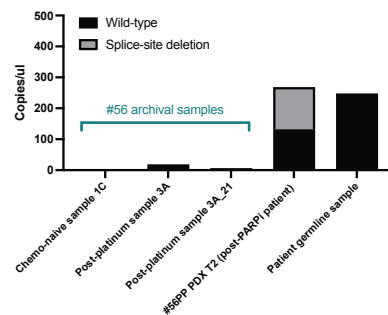 500
400
300
200
100
0
Copies/ul
Wild-type
Splice-site deletion
#56 archival samples
Chemo-naive sample 1C
Post-platinum sample 3A
Post-platinum sample 3A_21
#56PP PDX T2 (post-PARPi patient)
Patient germline sample